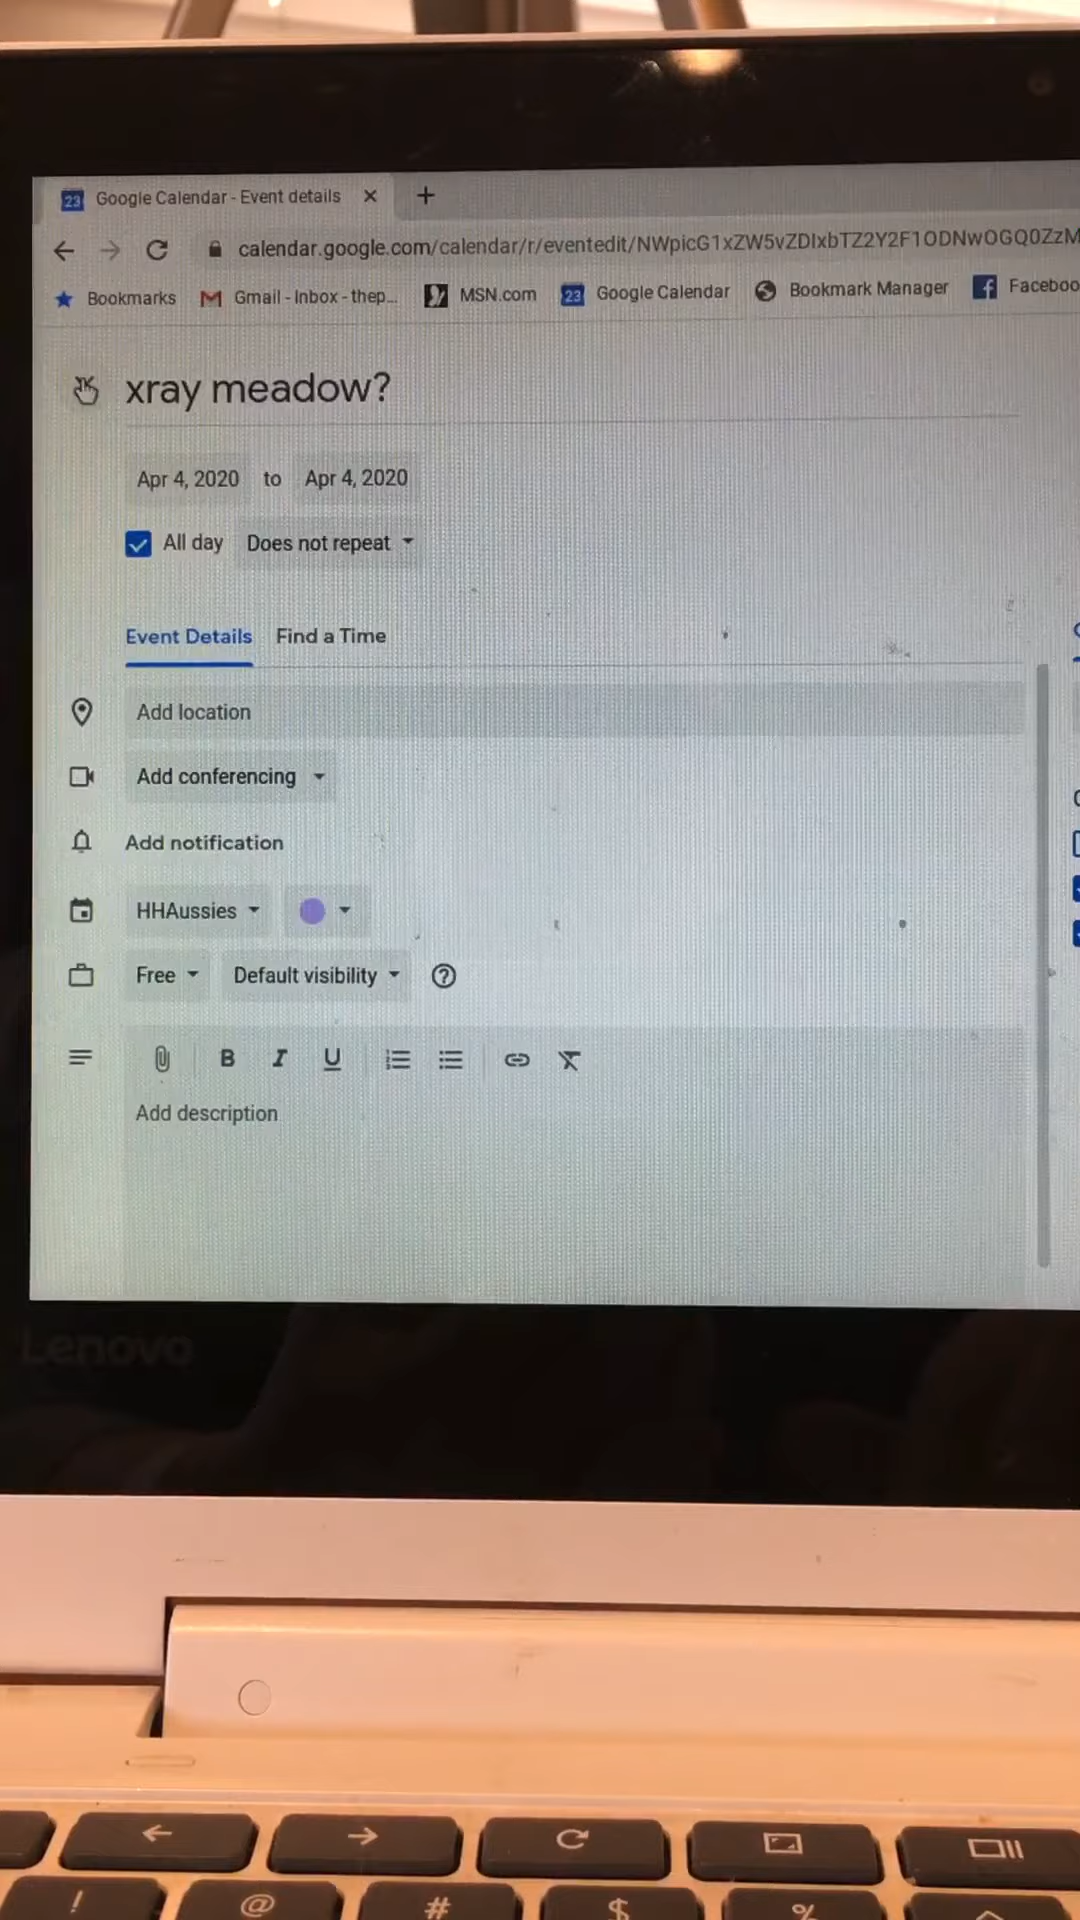 Google Calendar - Event details
calendar.google.com/calendar/r/eventedit/NWpicG1xZW5vZDIxbTZ2Y2F1ODNwOGQ0ZzM
Bookmarks Gmail - Inbox - thep... MSN.com 23 Google Calendar Bookmark Manager Faceboo
xray meadow?
Apr 4, 2020 to Apr 4, 2020
All day Does not repeat
Event Details Find a Time
Add location
Add conferencing
Add notification
HHAussies
Free Default visibility
B I U
Add description
Lenovo
! @ # $ %